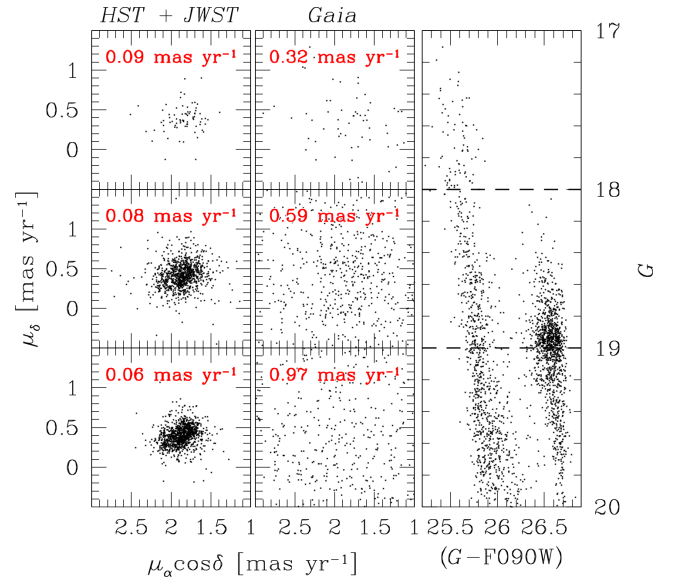 HST + JWST Gaia
17
0.09 mas yr⁻¹ 0.32 mas yr⁻¹
1
0.5
0
18
0.08 mas yr⁻¹ 0.59 mas yr⁻¹
1
0.5
0
μδ [mas yr⁻¹]
G
19
0.06 mas yr⁻¹ 0.97 mas yr⁻¹
1
0.5
0
20
2.5 2 1.5 2.5 2 1.5 1 25.5 26 26.5
μαcosδ [mas yr⁻¹] (G−F090W)